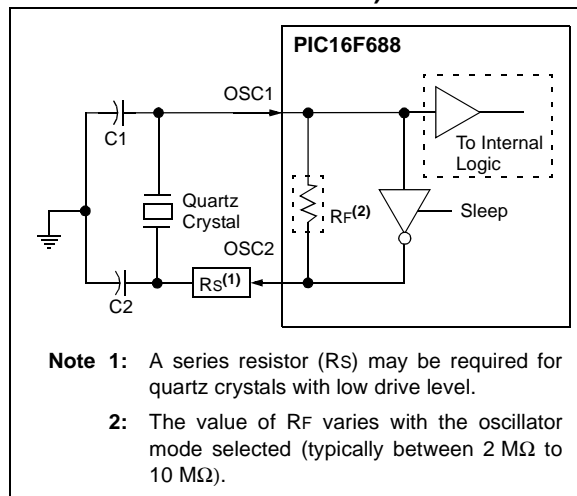 PIC16F688
OSC1
C1
To Internal
Logic
Quartz
Crystal
RF(2)
Sleep
OSC2
RS(1)
C2
Note 1: A series resistor (RS) may be required for
quartz crystals with low drive level.
2: The value of RF varies with the oscillator
mode selected (typically between 2 MΩ to
10 MΩ).